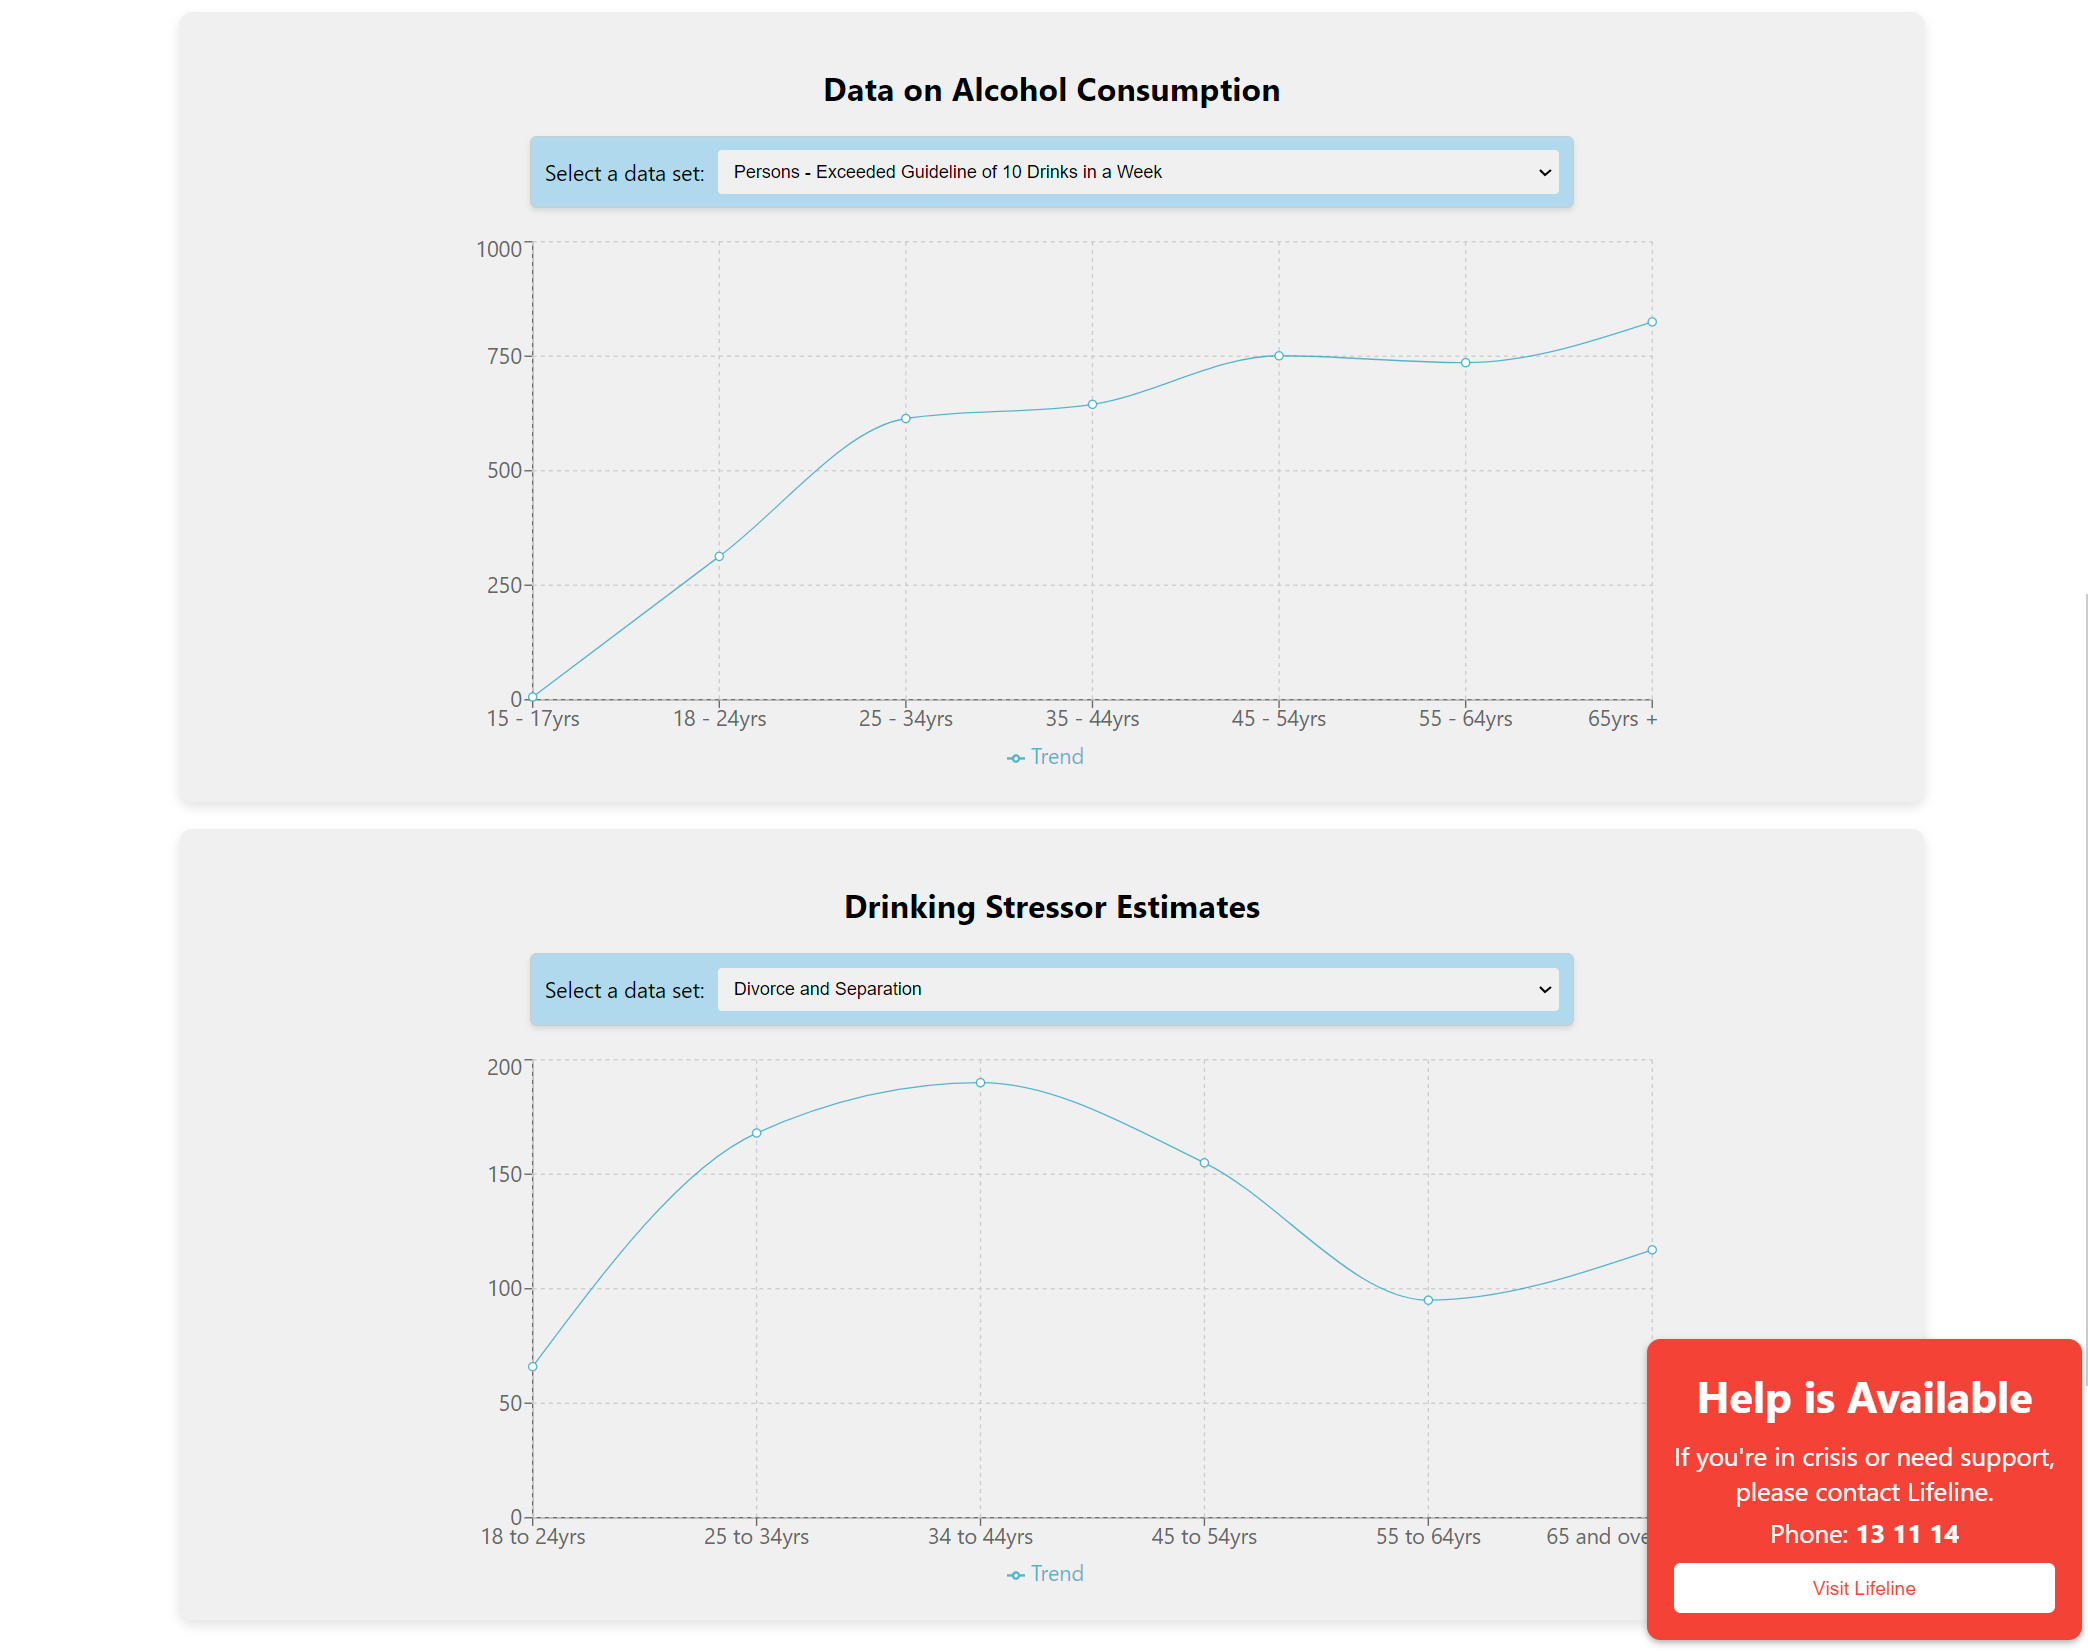 Data on Alcohol Consumption
Select a data set: Persons - Exceeded Guideline of 10 Drinks in a Week
1000
750
500
250
0
15 - 17yrs 18 - 24yrs 25 - 34yrs 35 - 44yrs 45 - 54yrs 55 - 64yrs 65yrs +
Trend
Drinking Stressor Estimates
Select a data set: Divorce and Separation
200
150
100
50
0
18 to 24yrs 25 to 34yrs 34 to 44yrs 45 to 54yrs 55 to 64yrs 65 and ove
Trend
Help is Available
If you're in crisis or need support,
please contact Lifeline.
Phone: 13 11 14
Visit Lifeline